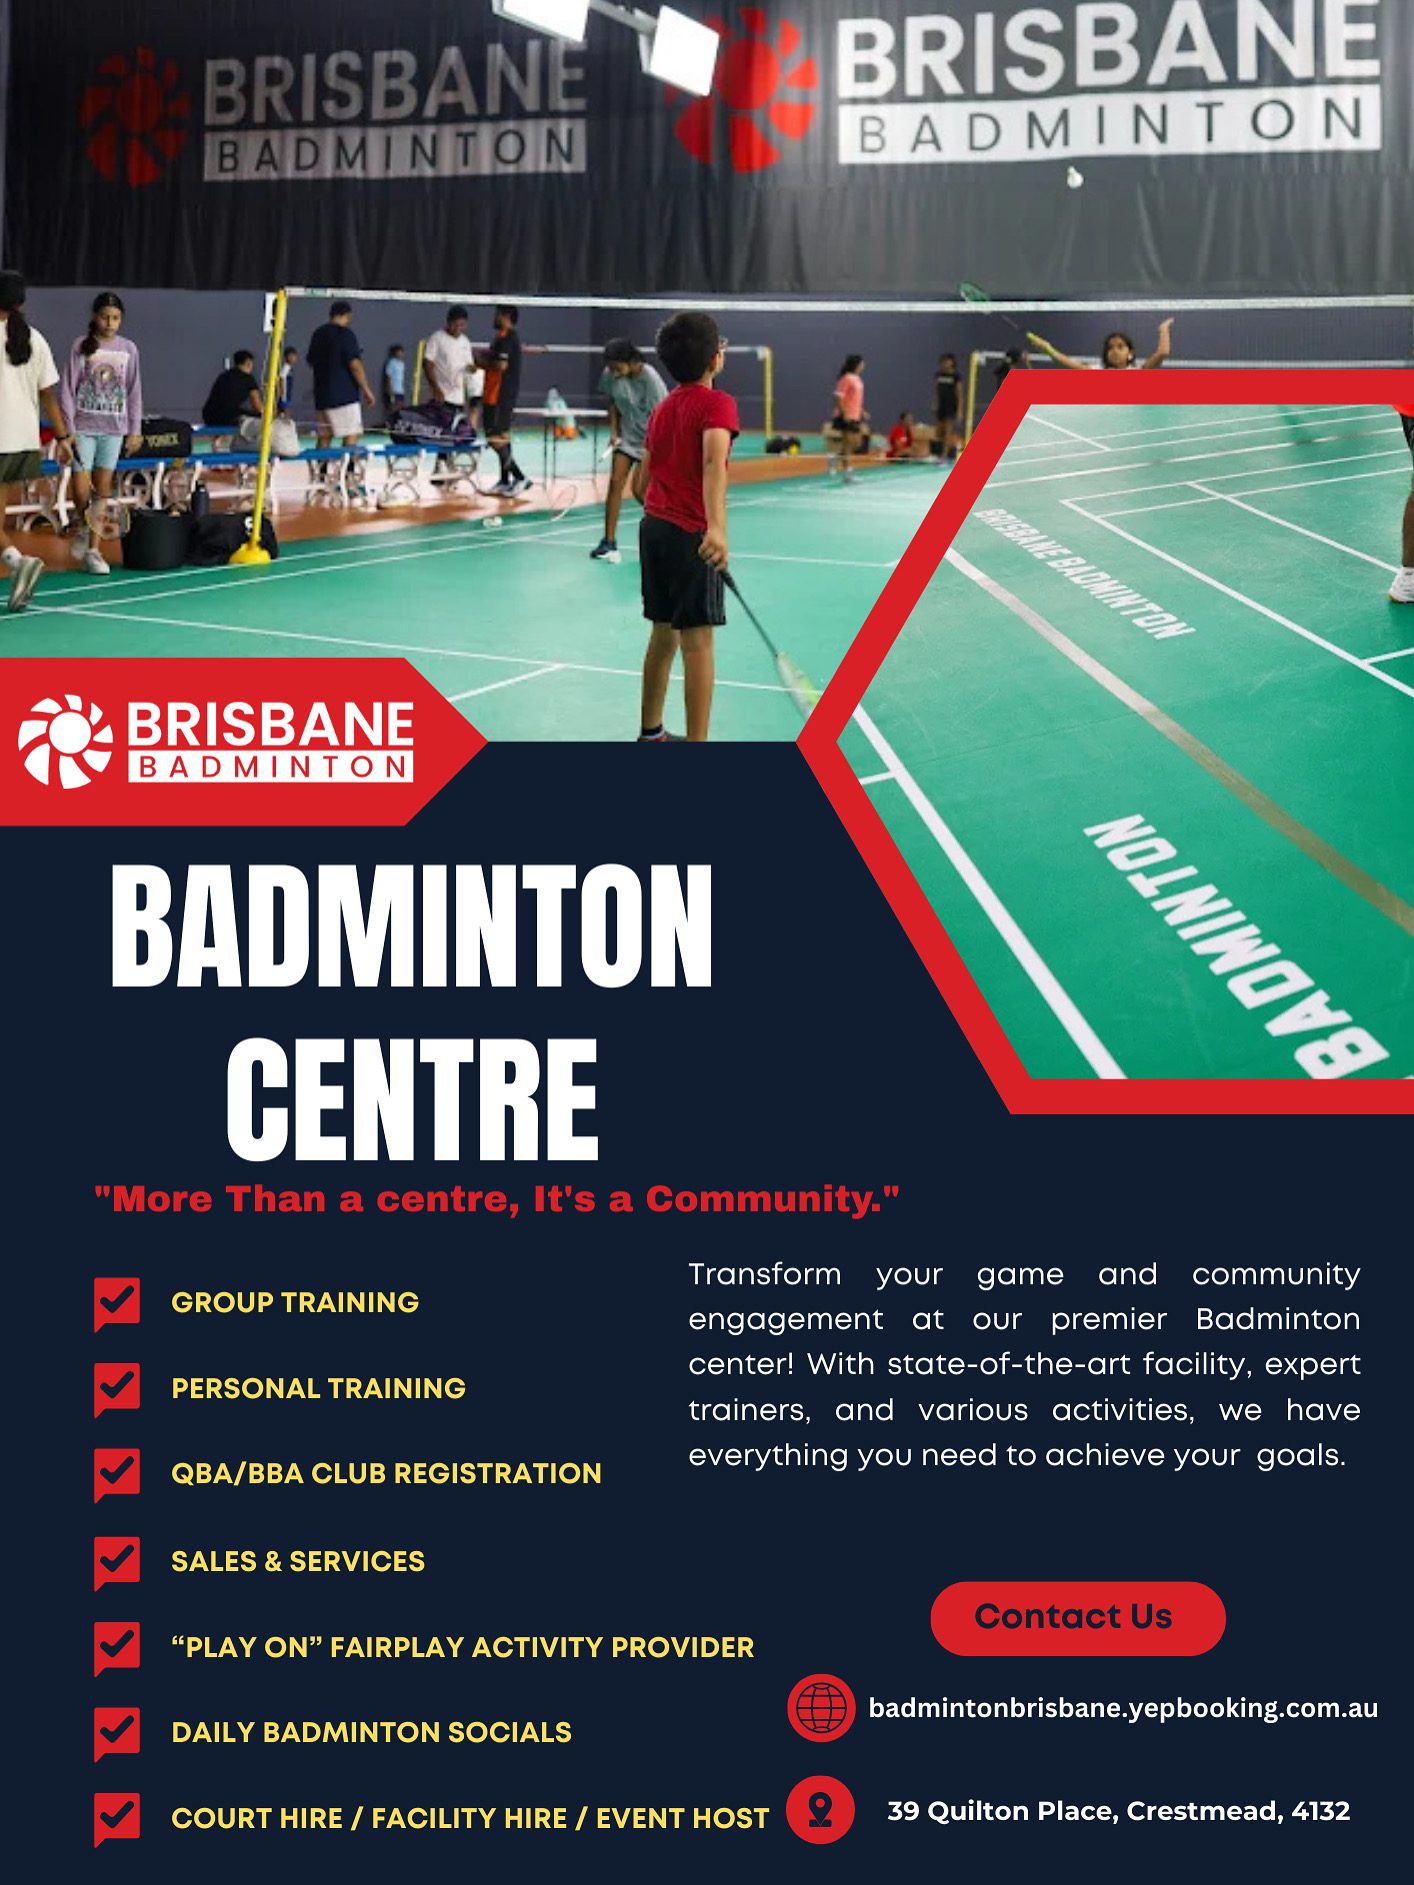 BRISBANE
BADMINTON
BRISBANE
BADMINTON
YONEX
BRISBANE BADMINTON
BADMINTON
BRISBANE
BADMINTON
BADMINTON
CENTRE
"More Than a centre, It's a Community."
GROUP TRAINING
PERSONAL TRAINING
QBA/BBA CLUB REGISTRATION
SALES & SERVICES
“PLAY ON” FAIRPLAY ACTIVITY PROVIDER
DAILY BADMINTON SOCIALS
COURT HIRE / FACILITY HIRE / EVENT HOST
Transform your game and community
engagement at our premier Badminton
center! With state-of-the-art facility, expert
trainers, and various activities, we have
everything you need to achieve your goals.
Contact Us
badmintonbrisbane.yepbooking.com.au
39 Quilton Place, Crestmead, 4132